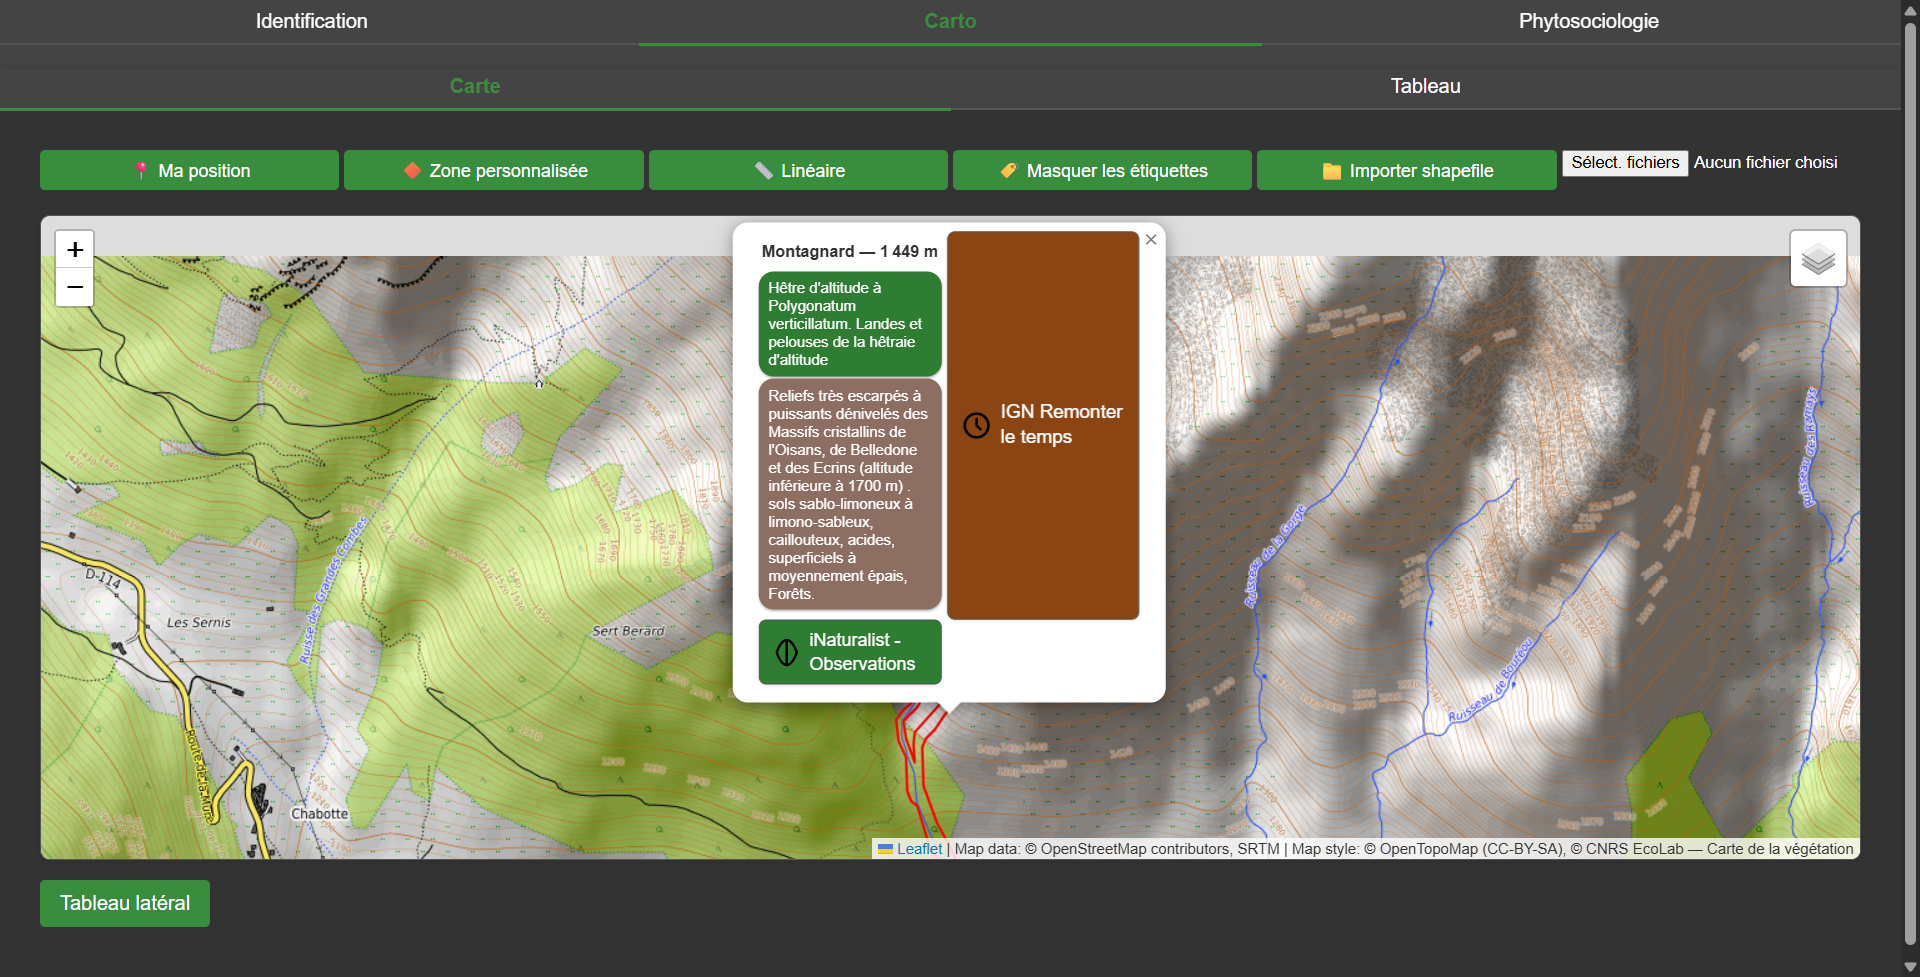 Identification
Carto
Phytosociologie
Carte
Tableau
Ma position
Zone personnalisée
Linéaire
Masquer les étiquettes
Importer shapefile
Sélect. fichiers
Aucun fichier choisi
+
−
Montagnard — 1 449 m
×
Hêtre d'altitude à
Polygonatum
verticillatum. Landes et
pelouses de la hêtraie
d'altitude
Reliefs très escarpés à
puissants dénivelés des
Massifs cristallins de
l'Oisans, de Belledone
et des Ecrins (altitude
inférieure à 1700 m) .
sols sablo-limoneux à
limono-sableux,
caillouteux, acides,
superficiels à
moyennement épais,
Forêts.
IGN Remonter
le temps
iNaturalist -
Observations
D-114
Les Sernis
Ruisse des Grandes Combes
Sert Berard
Route de la Mure
Chabotte
Ruisseau de la Gorge
Ruisseau de Boutéou
Leaflet | Map data: © OpenStreetMap contributors, SRTM | Map style: © OpenTopoMap (CC-BY-SA), © CNRS EcoLab — Carte de la végétation
Tableau latéral